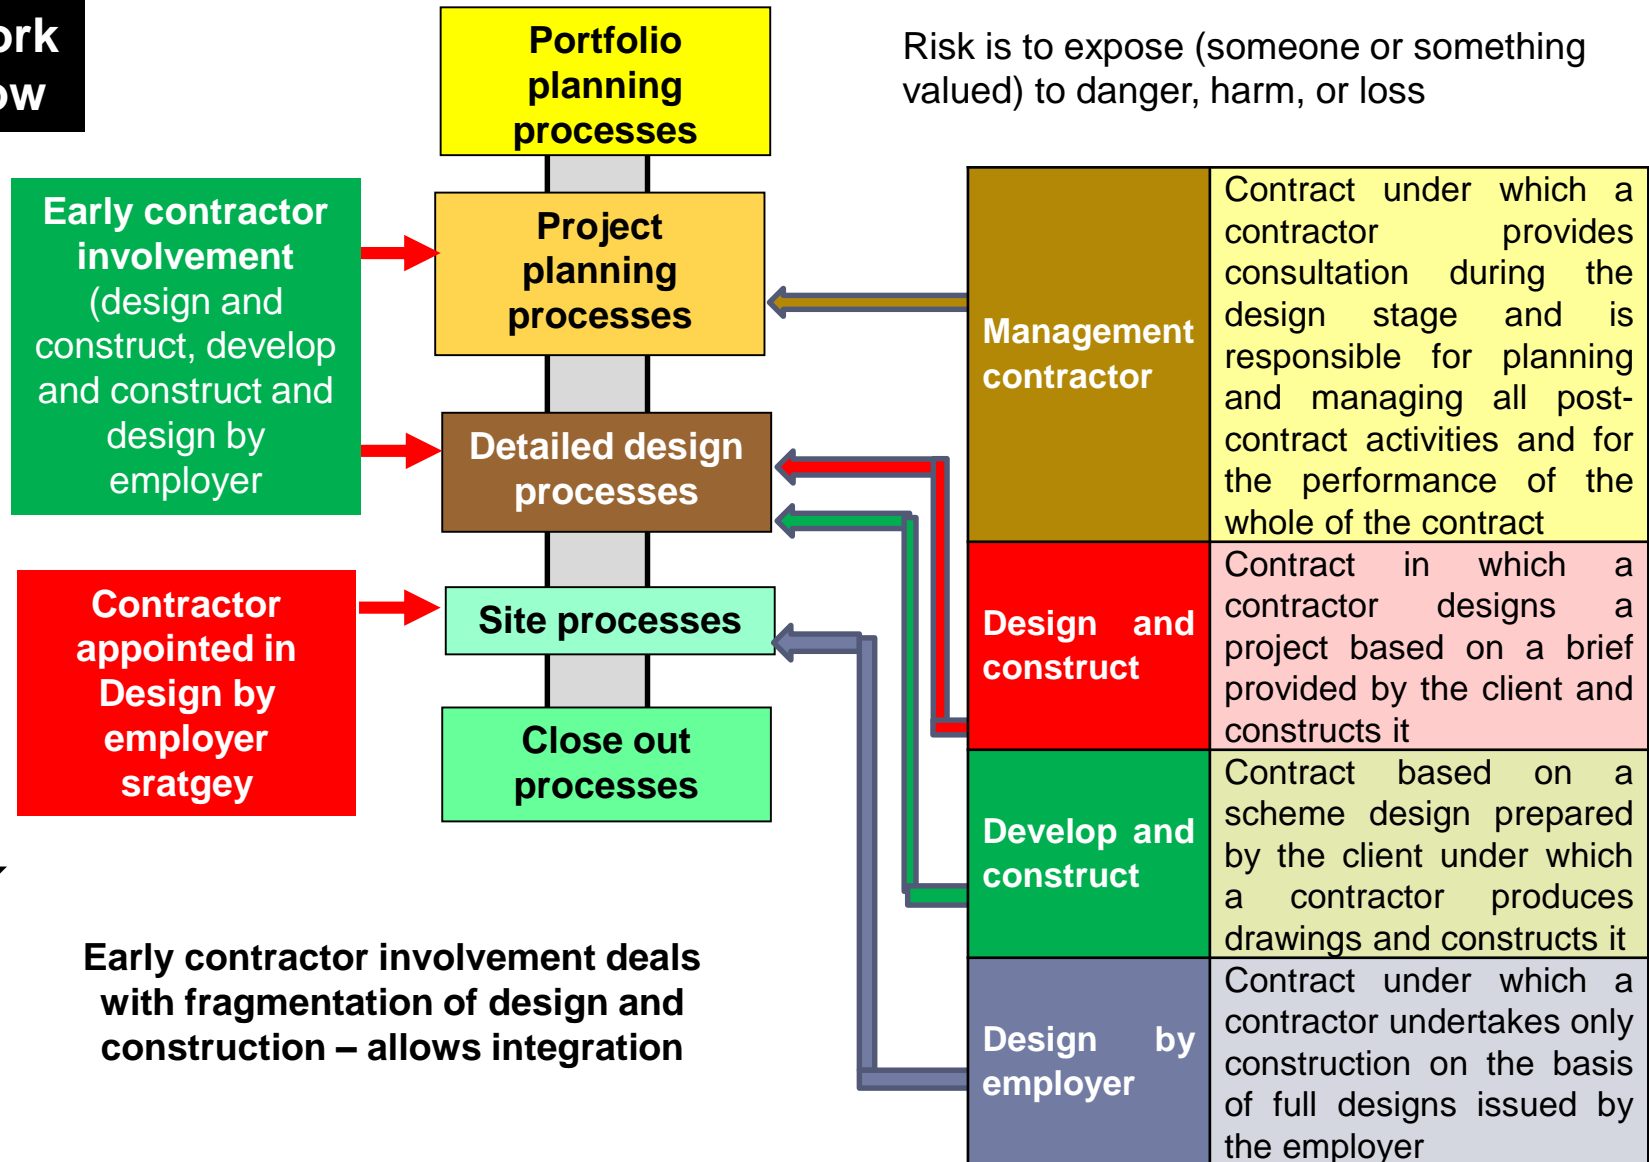 ork
ow
Portfolio
planning
processes
Risk is to expose (someone or something
valued) to danger, harm, or loss
Early contractor
involvement
(design and
construct, develop
and construct and
design by
employer
Project
planning
processes
Detailed design
processes
Contractor
appointed in
Design by
employer
sratgey
Site processes
Close out
processes
Early contractor involvement deals
with fragmentation of design and
construction – allows integration
Management
contractor
Contract under which a
contractor provides
consultation during the
design stage and is
responsible for planning
and managing all post-
contract activities and for
the performance of the
whole of the contract
Design and
construct
Contract in which a
contractor designs a
project based on a brief
provided by the client and
constructs it
Develop and
construct
Contract based on a
scheme design prepared
by the client under which
a contractor produces
drawings and constructs it
Design by
employer
Contract under which a
contractor undertakes only
construction on the basis
of full designs issued by
the employer